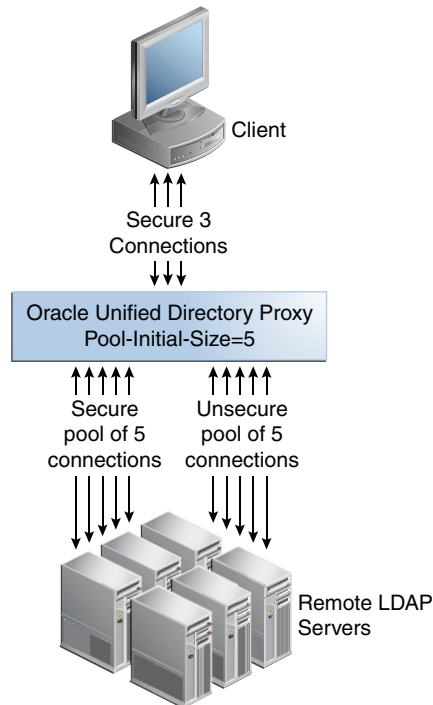 Client
Secure 3
Connections
Oracle Unified Directory Proxy
Pool-Initial-Size=5
Secure
pool of 5
connections
Unsecure
pool of 5
connections
Remote LDAP
Servers